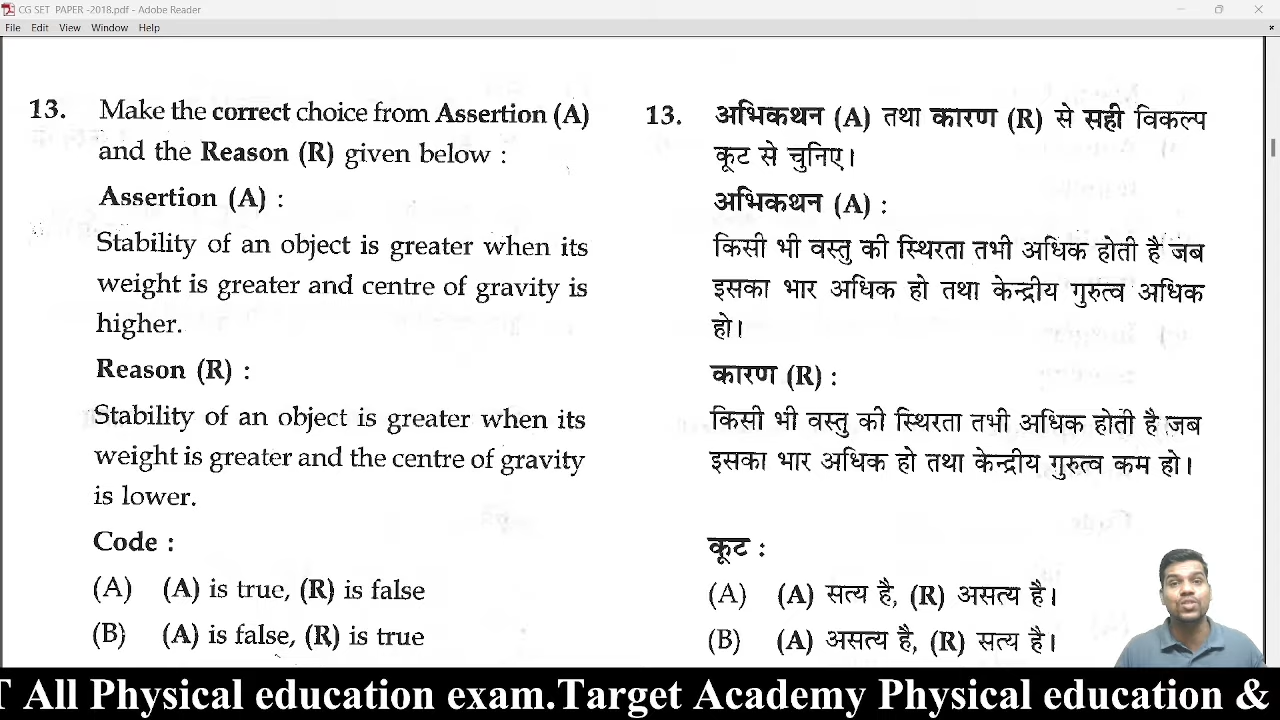 CG SET PAPER -2018.pdf - Adobe Reader
File Edit View Window Help
13. Make the correct choice from Assertion (A)
and the Reason (R) given below :
Assertion (A) :
Stability of an object is greater when its
weight is greater and centre of gravity is
higher.
Reason (R) :
Stability of an object is greater when its
weight is greater and the centre of gravity
is lower.
Code :
(A) (A) is true, (R) is false
(B) (A) is false, (R) is true
13. अभिकथन (A) तथा कारण (R) से सही विकल्प
कूट से चुनिए।
अभिकथन (A) :
किसी भी वस्तु की स्थिरता तभी अधिक होती है जब
इसका भार अधिक हो तथा केन्द्रीय गुरुत्व अधिक
हो।
कारण (R) :
किसी भी वस्तु की स्थिरता तभी अधिक होती है जब
इसका भार अधिक हो तथा केन्द्रीय गुरुत्व कम हो।
कूट :
(A) (A) सत्य है, (R) असत्य है।
(B) (A) असत्य है, (R) सत्य है।
T All Physical education exam.Target Academy Physical education &